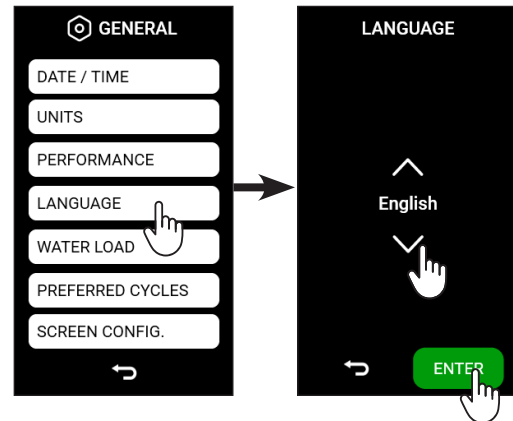 GENERAL
DATE / TIME
UNITS
PERFORMANCE
LANGUAGE
WATER LOAD
PREFERRED CYCLES
SCREEN CONFIG.
LANGUAGE
English
ENTER